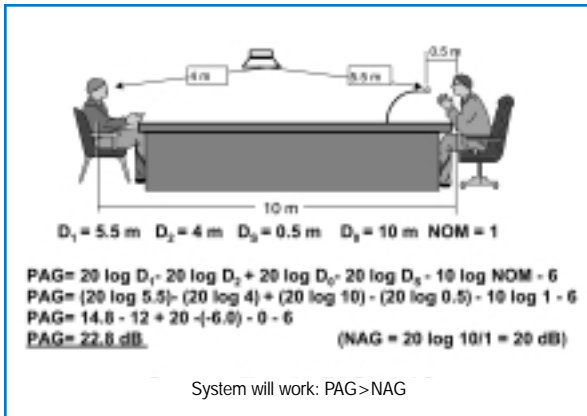 4 m
5.5 m
0.5 m
10 m
D₁ = 5.5 m D₂ = 4 m Dₛ = 0.5 m D₀ = 10 m NOM = 1
PAG= 20 log D₁- 20 log D₂ + 20 log D₀- 20 log Dₛ - 10 log NOM - 6
PAG= (20 log 5.5)- (20 log 4) + (20 log 10) - (20 log 0.5) - 10 log 1 - 6
PAG= 14.8 - 12 + 20 -(-6.0) - 0 - 6
PAG= 22.8 dB (NAG = 20 log 10/1 = 20 dB)
System will work: PAG>NAG